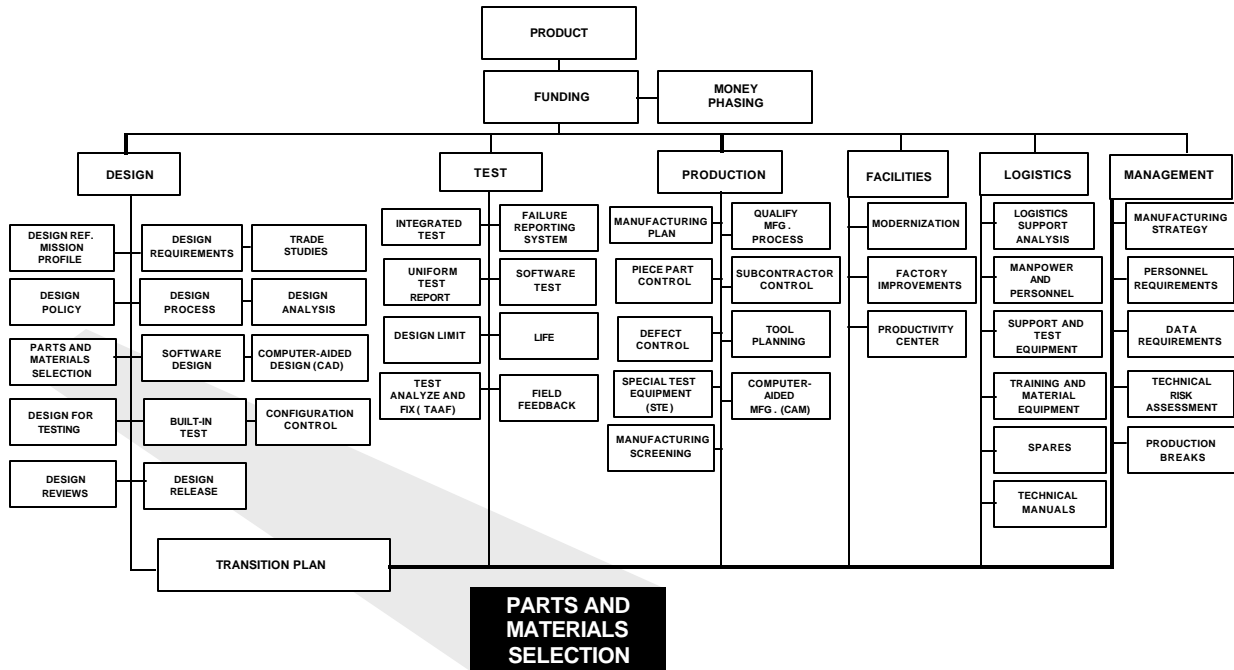 PRODUCT
FUNDING
MONEY
PHASING
DESIGN
TEST
PRODUCTION
FACILITIES
LOGISTICS
MANAGEMENT
DESIGN REF.
MISSION
PROFILE
DESIGN
REQUIREMENTS
TRADE
STUDIES
DESIGN
POLICY
DESIGN
PROCESS
DESIGN
ANALYSIS
PARTS AND
MATERIALS
SELECTION
SOFTWARE
DESIGN
COMPUTER-AIDED
DESIGN (CAD)
DESIGN FOR
TESTING
BUILT-IN
TEST
CONFIGURATION
CONTROL
DESIGN
REVIEWS
DESIGN
RELEASE
INTEGRATED
TEST
FAILURE
REPORTING
SYSTEM
UNIFORM
TEST
REPORT
SOFTWARE
TEST
DESIGN LIMIT
LIFE
TEST
ANALYZE AND
FIX ( TAAF)
FIELD
FEEDBACK
MANUFACTURING
PLAN
QUALIFY
MFG .
PROCESS
PIECE PART
CONTROL
SUBCONTRACTOR
CONTROL
DEFECT
CONTROL
TOOL
PLANNING
SPECIAL TEST
EQUIPMENT
(STE)
COMPUTER-
AIDED
MFG . (CAM)
MANUFACTURING
SCREENING
MODERNIZATION
FACTORY
IMPROVEMENTS
PRODUCTIVITY
CENTER
LOGISTICS
SUPPORT
ANALYSIS
MANPOWER
AND
PERSONNEL
SUPPORT AND
TEST
EQUIPMENT
TRAINING AND
MATERIAL
EQUIPMENT
SPARES
TECHNICAL
MANUALS
MANUFACTURING
STRATEGY
PERSONNEL
REQUIREMENTS
DATA
REQUIREMENTS
TECHNICAL
RISK
ASSESSMENT
PRODUCTION
BREAKS
TRANSITION PLAN
PARTS AND
MATERIALS
SELECTION